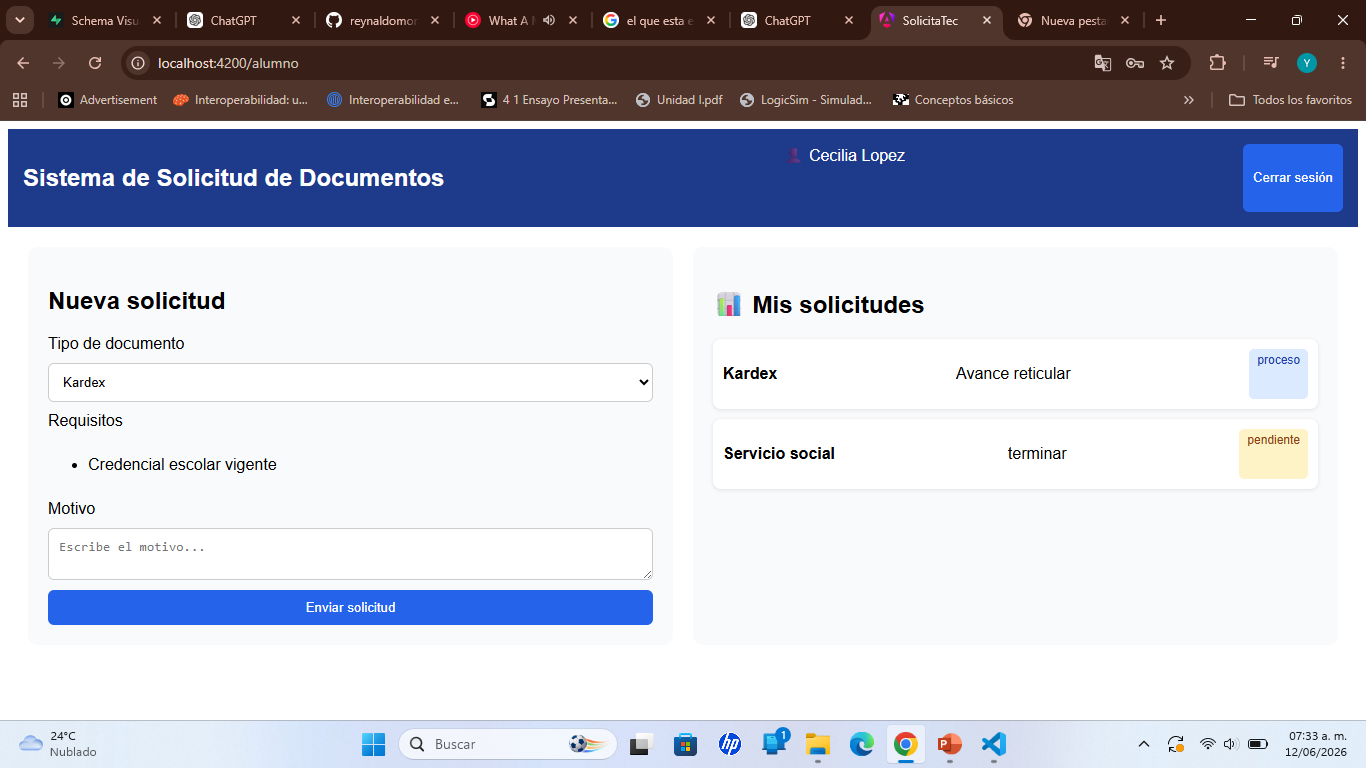 Schema Visu
ChatGPT
reynaldomor
What A
el que esta e
ChatGPT
SolicitaTec
Nueva pesta
localhost:4200/alumno
Y
Advertisement
Interoperabilidad: u...
Interoperabilidad e...
4 1 Ensayo Presenta...
Unidad I.pdf
LogicSim - Simulad...
Conceptos básicos
Todos los favoritos
Sistema de Solicitud de Documentos
Cecilia Lopez
Cerrar sesión
Nueva solicitud
Tipo de documento
Kardex
Requisitos
Credencial escolar vigente
Motivo
Escribe el motivo...
Enviar solicitud
Mis solicitudes
Kardex
Avance reticular
proceso
Servicio social
terminar
pendiente
24°C
Nublado
Buscar
hp
1
07:33 a. m.
12/06/2026